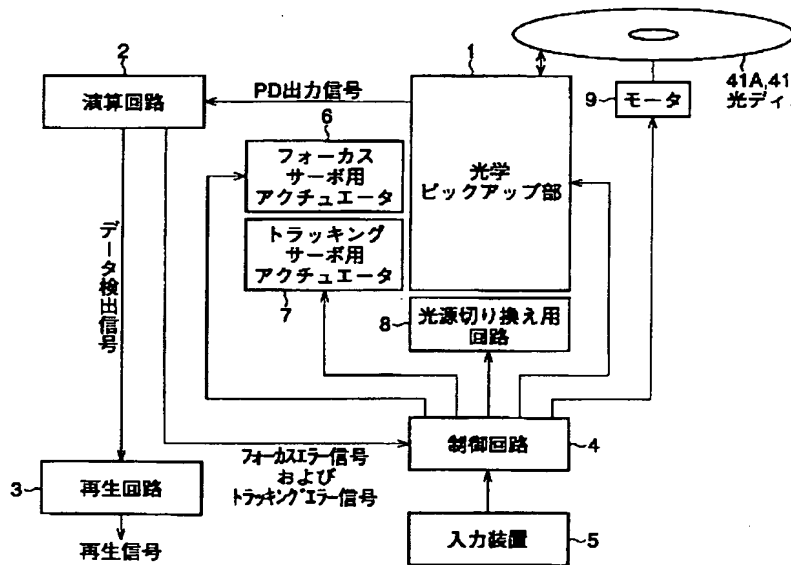 2
1
演算回路
PD出力信号
6
フォーカス
サーボ用
アクチュエータ
光学
ピックアップ部
41A,41
光ディ
9
モータ
トラッキング
サーボ用
アクチュエータ
7
データ検出信号
8
光源切り換え用
回路
制御回路
4
フォーカスエラー信号
および
トラッキングエラー信号
3
再生回路
再生信号
入力装置
5